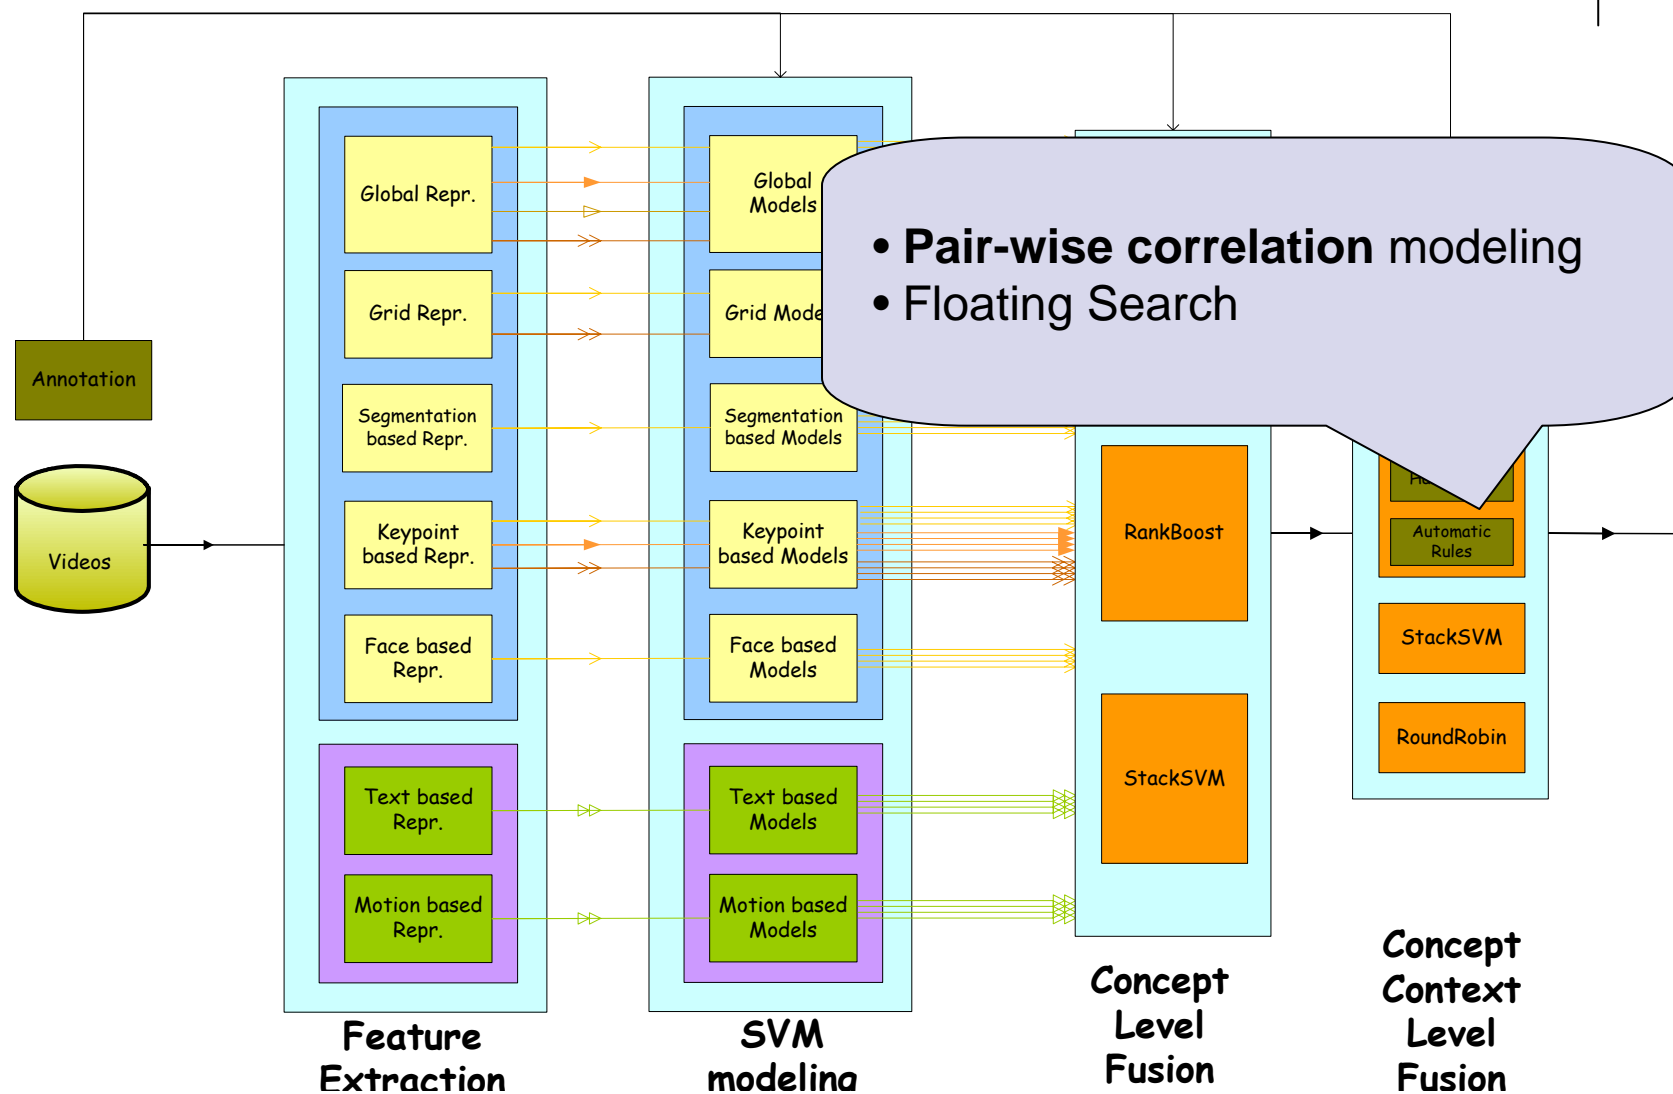 Annotation
Videos
Global Repr.
Grid Repr.
Segmentation
based Repr.
Keypoint
based Repr.
Face based
Repr.
Text based
Repr.
Motion based
Repr.
Feature
Extraction
Global
Models
Grid
Segmentation
based Models
Keypoint
based Models
Face based
Models
Text based
Models
Motion based
Models
SVM
modeling
• Pair-wise correlation modeling
• Floating Search
RankBoost
StackSVM
Concept
Level
Fusion
Automatic
Rules
StackSVM
RoundRobin
Concept
Context
Level
Fusion